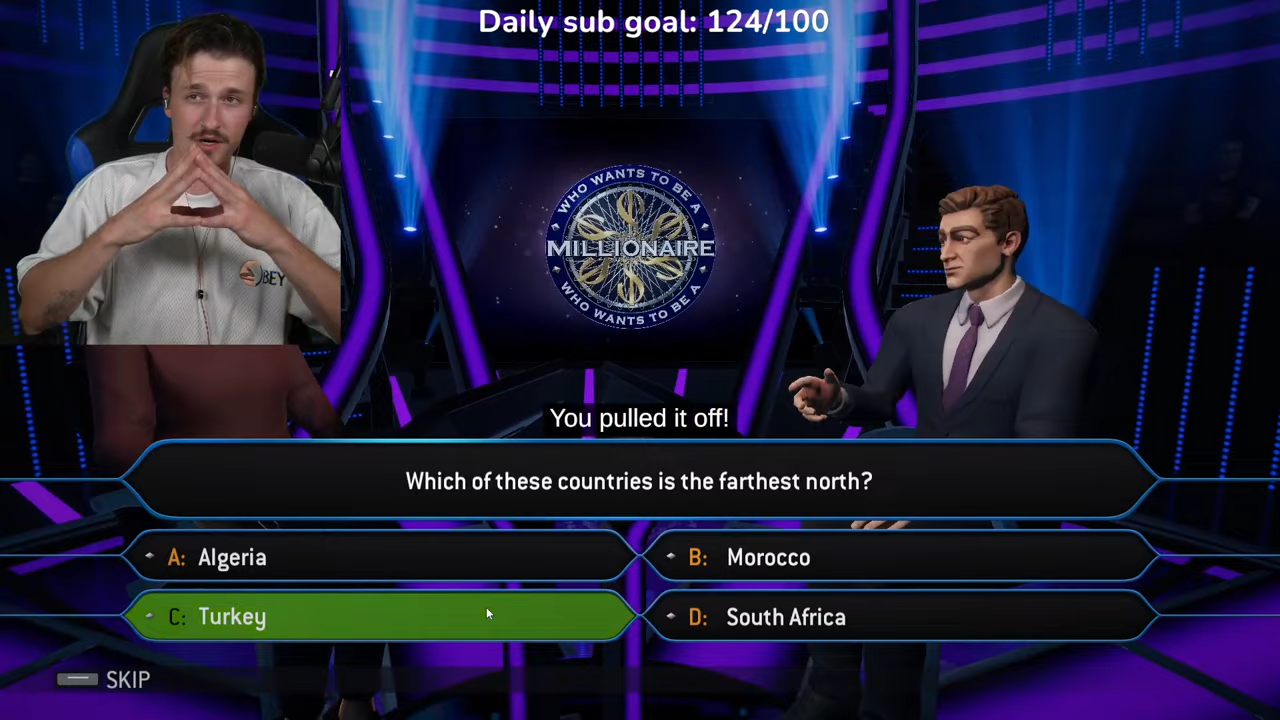 Daily sub goal: 124/100
WHO WANTS TO BE A
MILLIONAIRE
WHO WANTS TO BE A
BEY
You pulled it off!
Which of these countries is the farthest north?
A: Algeria
B: Morocco
C: Turkey
D: South Africa
SKIP